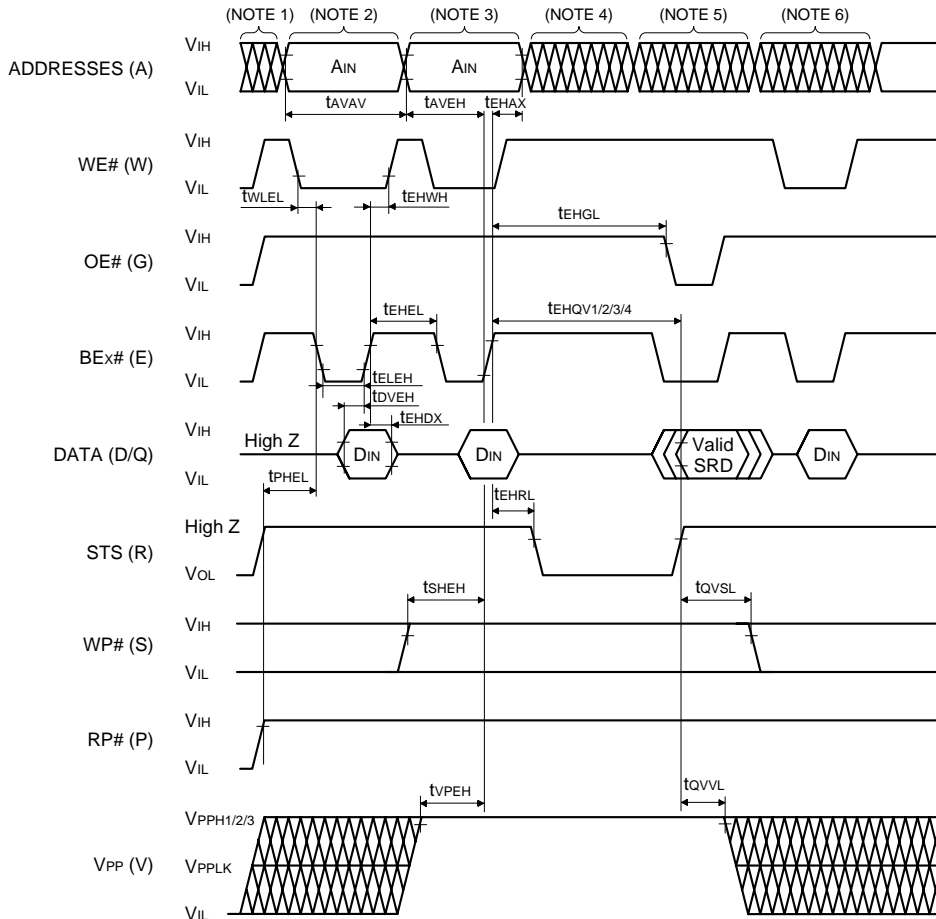 (NOTE 1) (NOTE 2) (NOTE 3) (NOTE 4) (NOTE 5) (NOTE 6)
VIH
ADDRESSES (A)
AIN AIN
VIL
tAVAV tAVEH tEHAX
VIH
WE# (W)
VIL
tWLEL tEHWH
tEHGL
VIH
OE# (G)
VIL
tEHEL tEHQV1/2/3/4
VIH
BEX# (E)
VIL
tELEH
tDVEH
tEHDX
VIH
High Z
DATA (D/Q)
DIN DIN Valid SRD DIN
VIL
tPHEL
tEHRL
High Z
STS (R)
VOL
tSHEH tQVSL
VIH
WP# (S)
VIL
VIH
RP# (P)
VIL
tVPEH tQVVL
VPPH1/2/3
VPP (V)
VPPLK
VIL